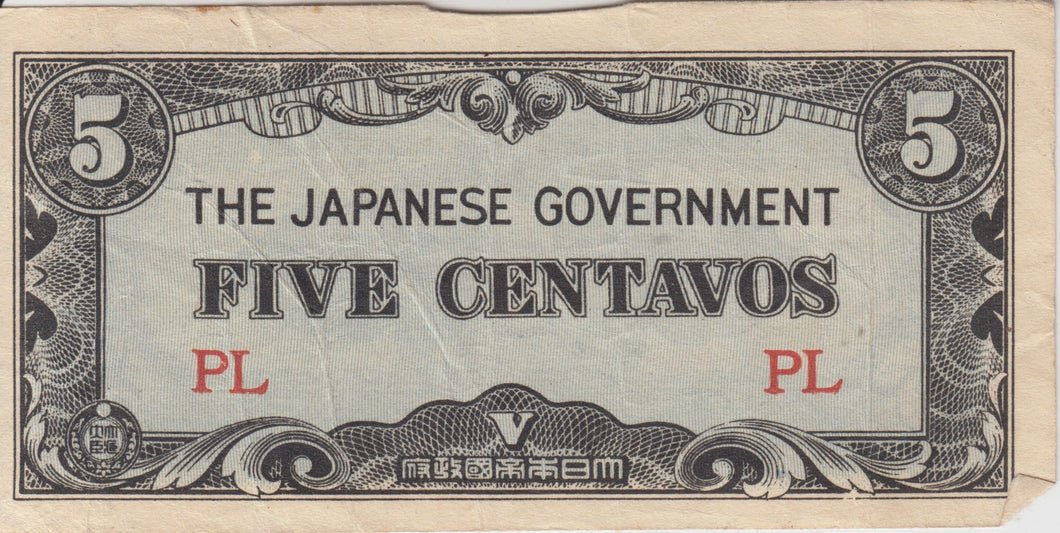 5 5
THE JAPANESE GOVERNMENT
FIVE CENTAVOS
PL PL
V
大日本帝國政府